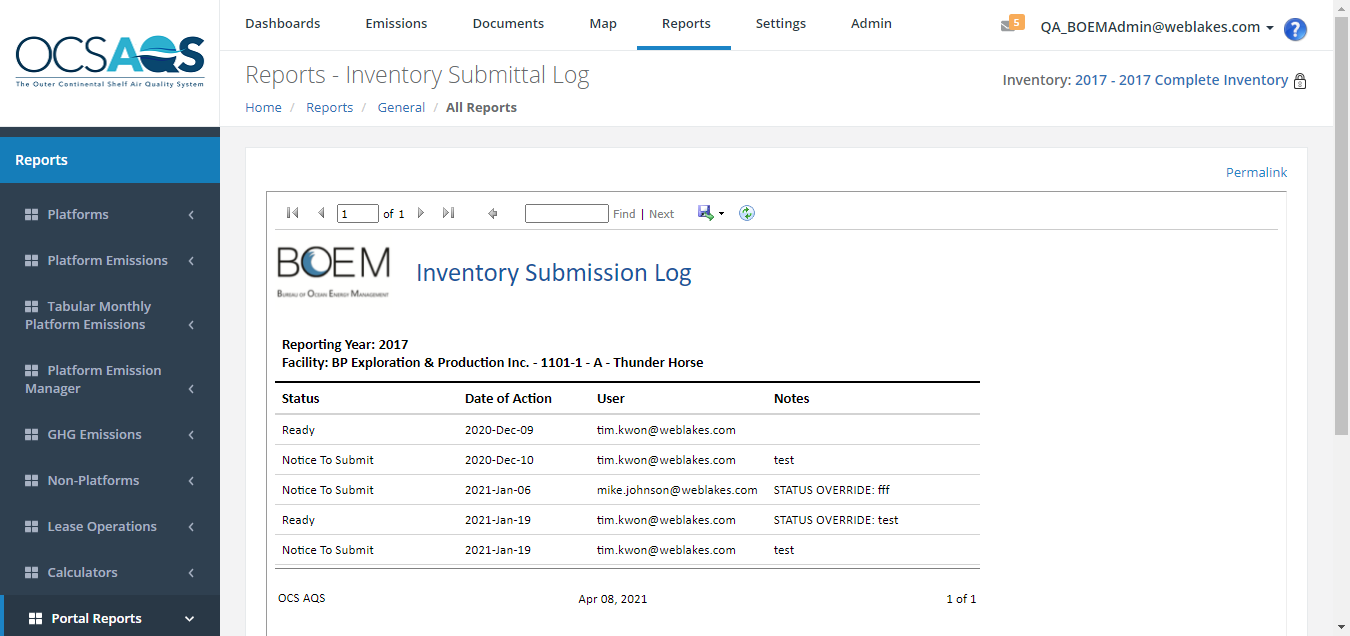 OCSAQS
The Outer Continental Shelf Air Quality System
Dashboards Emissions Documents Map Reports Settings Admin
5
QA_BOEMAdmin@weblakes.com
?
Reports - Inventory Submittal Log
Inventory: 2017 - 2017 Complete Inventory
Home / Reports / General / All Reports
Reports
Platforms
Platform Emissions
Tabular Monthly
Platform Emissions
Platform Emission
Manager
GHG Emissions
Non-Platforms
Lease Operations
Calculators
Portal Reports
Permalink
1 of 1 Find | Next
BOEM
Bureau of Ocean Energy Management
Inventory Submission Log
Reporting Year: 2017
Facility: BP Exploration & Production Inc. - 1101-1 - A - Thunder Horse
Status Date of Action User Notes
Ready 2020-Dec-09 tim.kwon@weblakes.com
Notice To Submit 2020-Dec-10 tim.kwon@weblakes.com test
Notice To Submit 2021-Jan-06 mike.johnson@weblakes.com STATUS OVERRIDE: fff
Ready 2021-Jan-19 tim.kwon@weblakes.com STATUS OVERRIDE: test
Notice To Submit 2021-Jan-19 tim.kwon@weblakes.com test
OCS AQS Apr 08, 2021 1 of 1